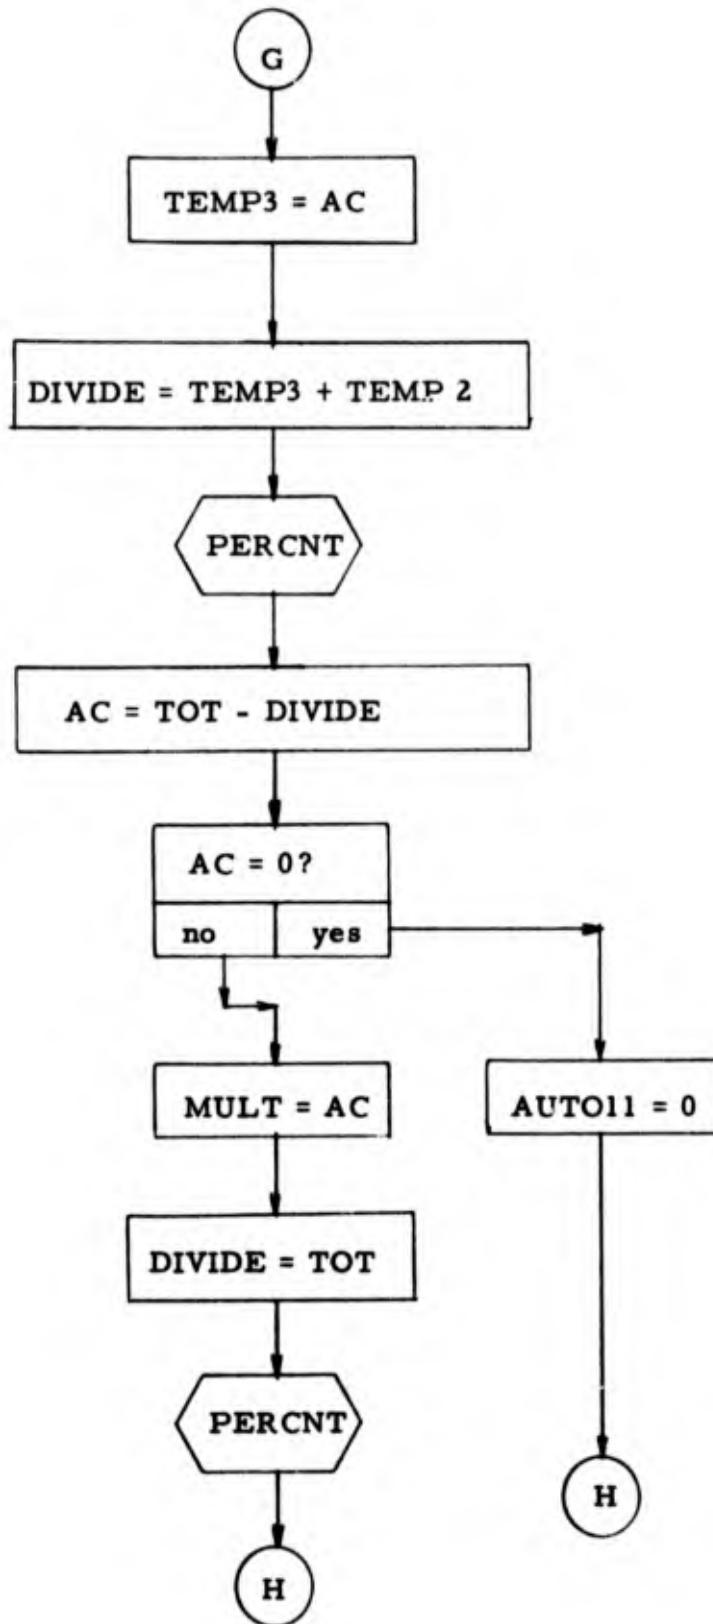 G
TEMP3 = AC
DIVIDE = TEMP3 + TEMP 2
PERCNT
AC = TOT - DIVIDE
AC = 0?
no yes
MULT = AC
AUTO11 = 0
DIVIDE = TOT
PERCNT
H
H